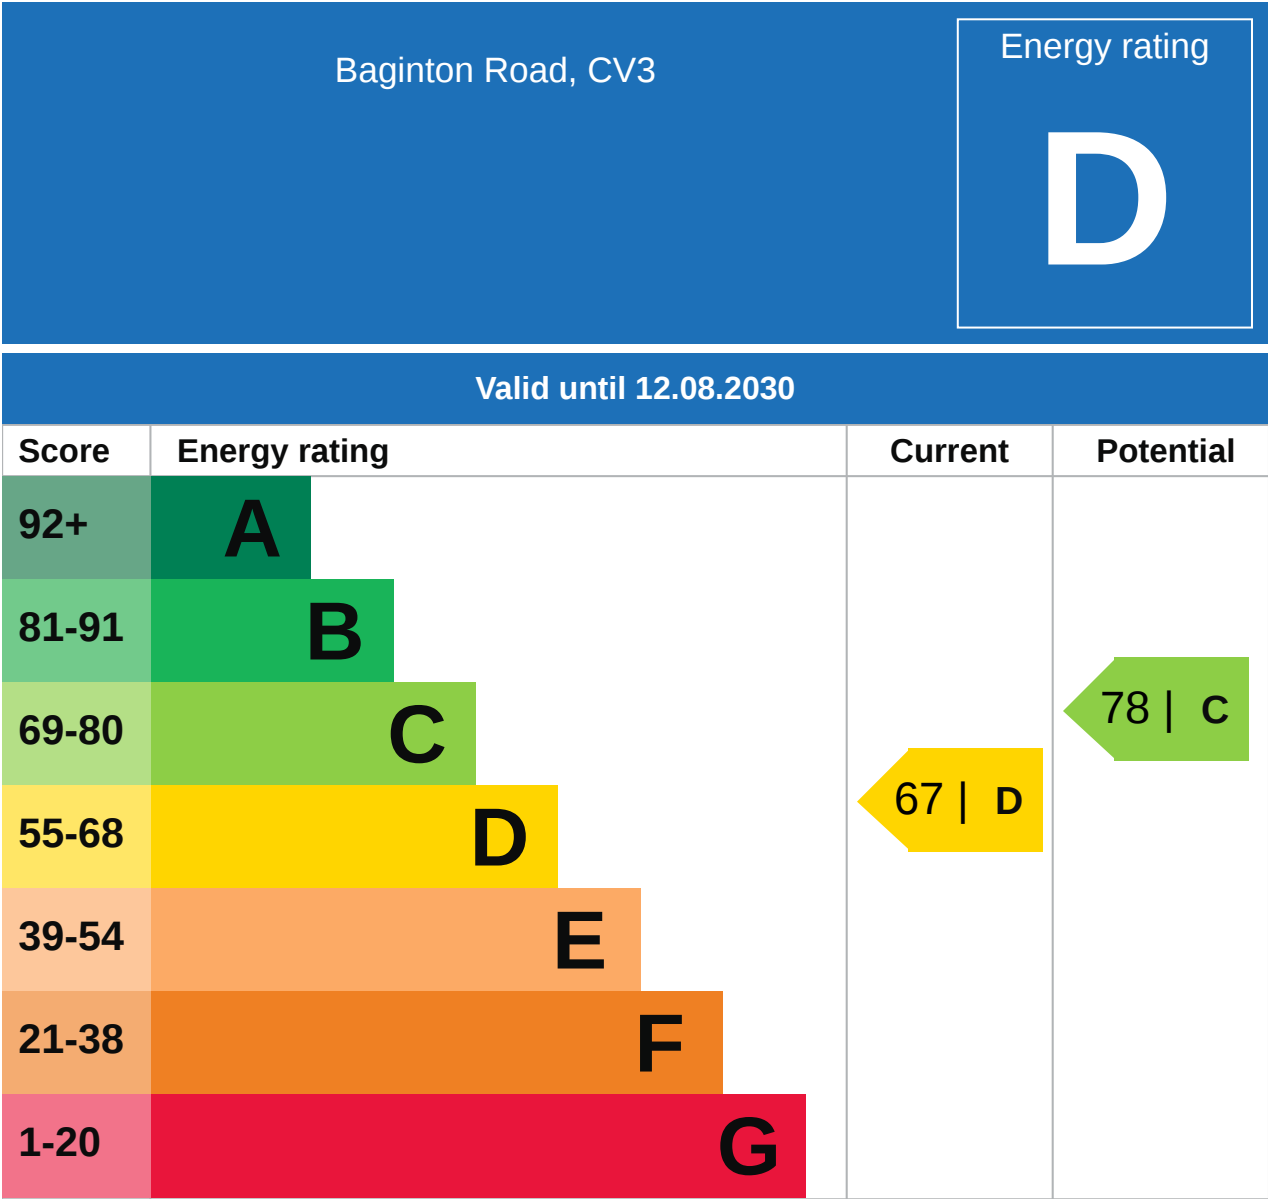 Baginton Road, CV3
Energy rating
D
Valid until 12.08.2030
Score Energy rating Current Potential
92+ A
81-91 B
69-80 C
78 | C
55-68 D
67 | D
39-54 E
21-38 F
1-20 G